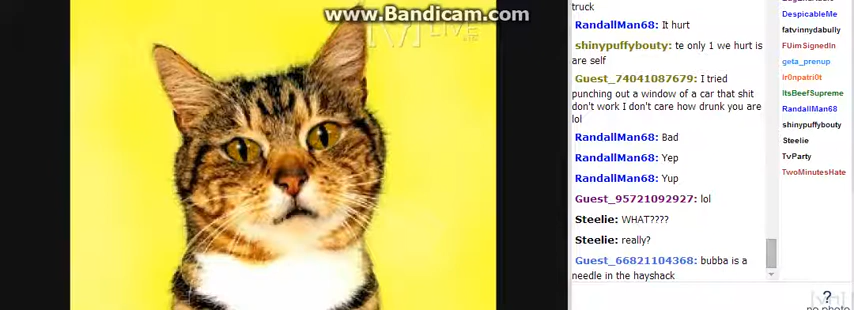 www.Bandicam.com
LIVE
truck
RandallMan68: It hurt
shinypuffybouty: te only 1 we hurt is
are self
Guest_74041087679: I tried
punching out a window of a car that shit
don't work I don't care how drunk you are
lol
RandallMan68: Bad
RandallMan68: Yep
RandallMan68: Yup
Guest_95721092927: lol
Steelie: WHAT????
Steelie: really?
Guest_66821104368: bubba is a
needle in the hayshack
DespicableMe
fatvinnydabully
FUimSignedIn
geta_prenup
Ir0npatri0t
ItsBeefSupreme
RandallMan68
shinypuffybouty
Steelie
TvParty
TwoMinutesHate
?
no photo